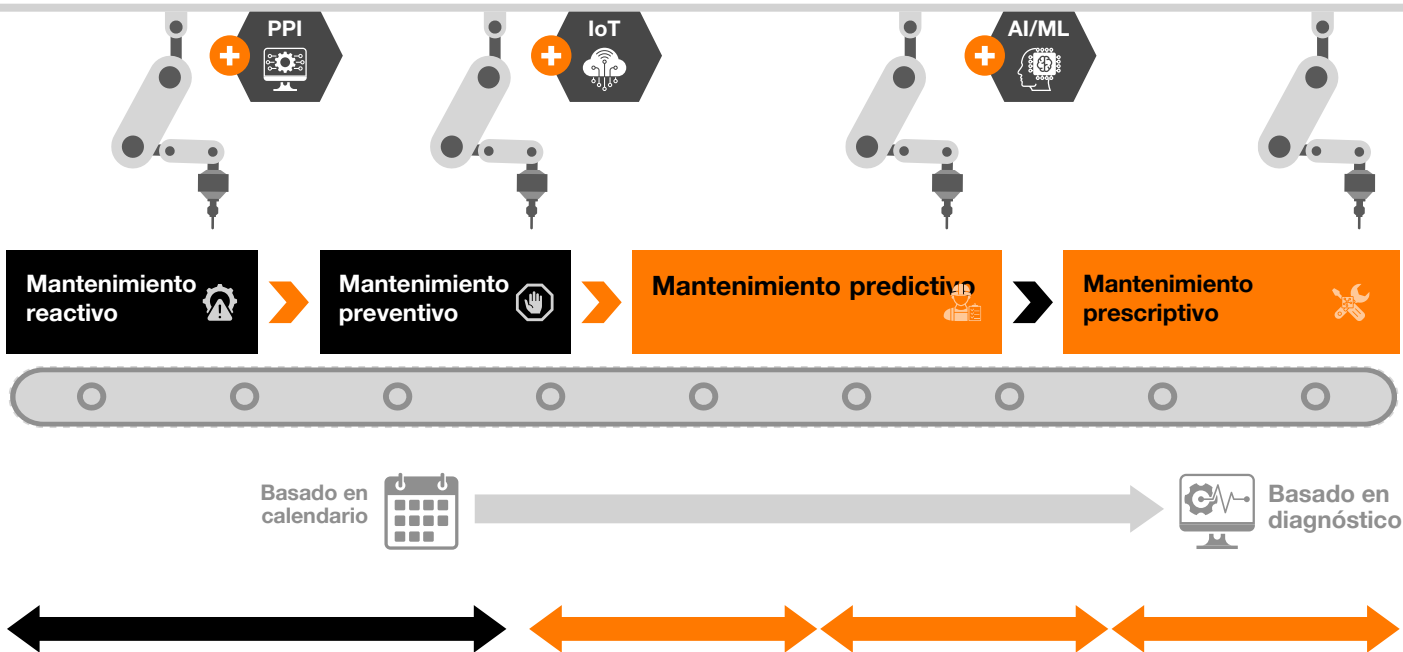 PPI
IoT
AI/ML
Mantenimiento
reactivo
Mantenimiento
preventivo
Mantenimiento predictivo
Mantenimiento
prescriptivo
Basado en
calendario
Basado en
diagnóstico